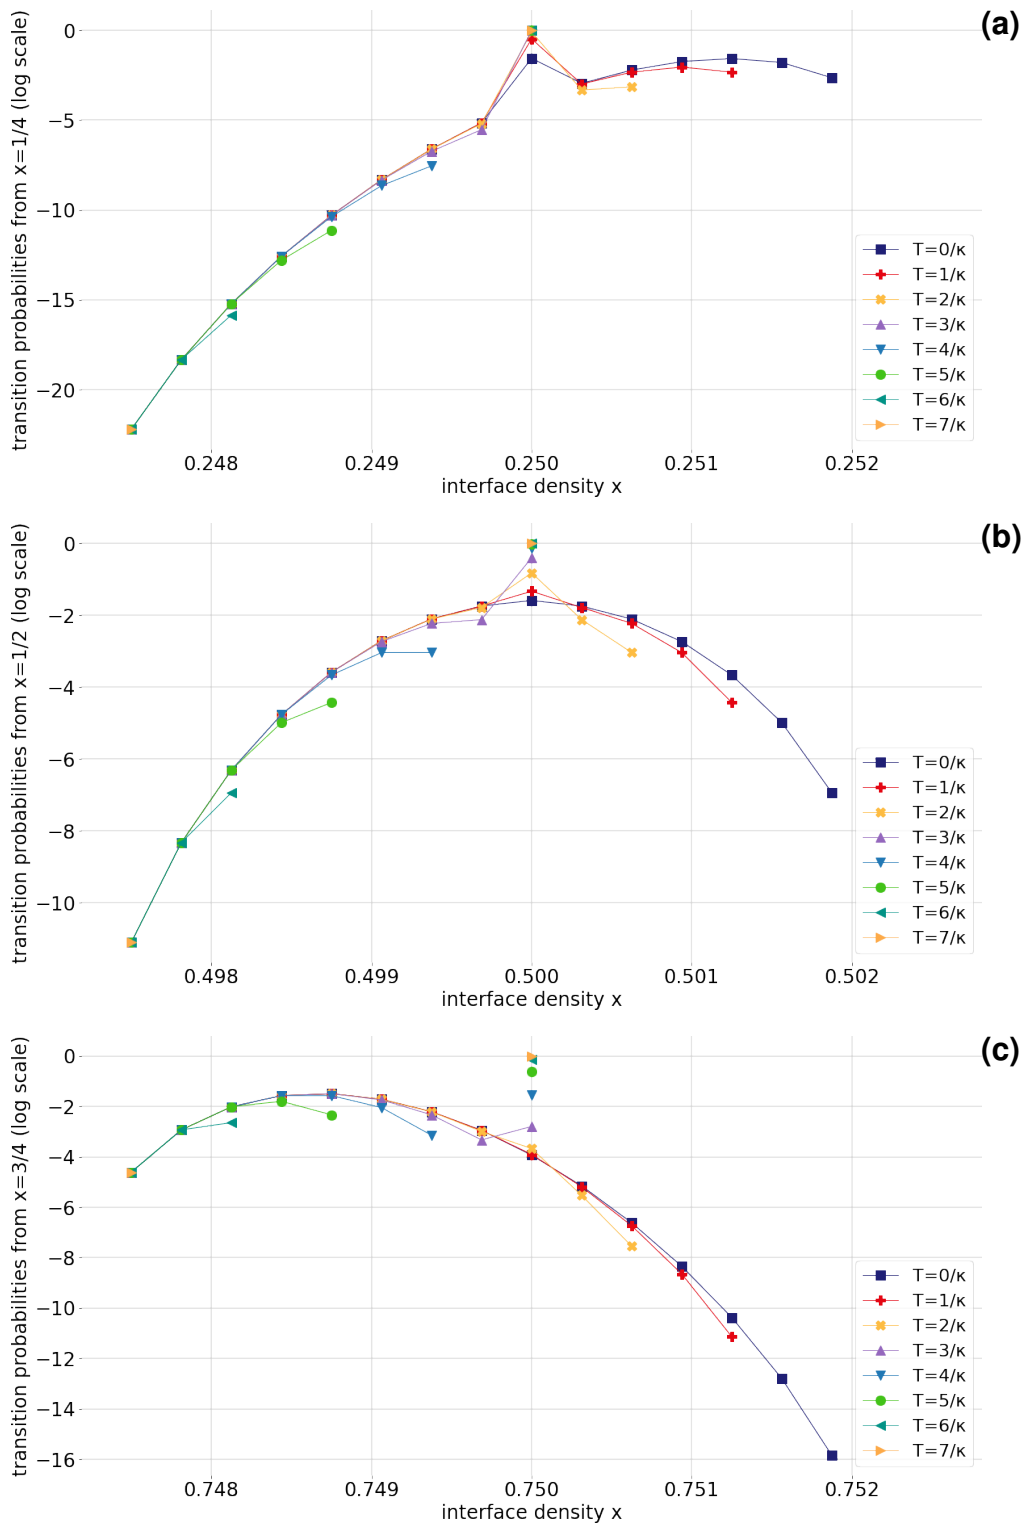 (a)
transition probabilities from x=1/4 (log scale)
0
−5
−10
−15
−20
0.248 0.249 0.250 0.251 0.252
interface density x
T=0/κ
T=1/κ
T=2/κ
T=3/κ
T=4/κ
T=5/κ
T=6/κ
T=7/κ
(b)
transition probabilities from x=1/2 (log scale)
0
−2
−4
−6
−8
−10
0.498 0.499 0.500 0.501 0.502
interface density x
T=0/κ
T=1/κ
T=2/κ
T=3/κ
T=4/κ
T=5/κ
T=6/κ
T=7/κ
(c)
transition probabilities from x=3/4 (log scale)
0
−2
−4
−6
−8
−10
−12
−14
−16
0.748 0.749 0.750 0.751 0.752
interface density x
T=0/κ
T=1/κ
T=2/κ
T=3/κ
T=4/κ
T=5/κ
T=6/κ
T=7/κ